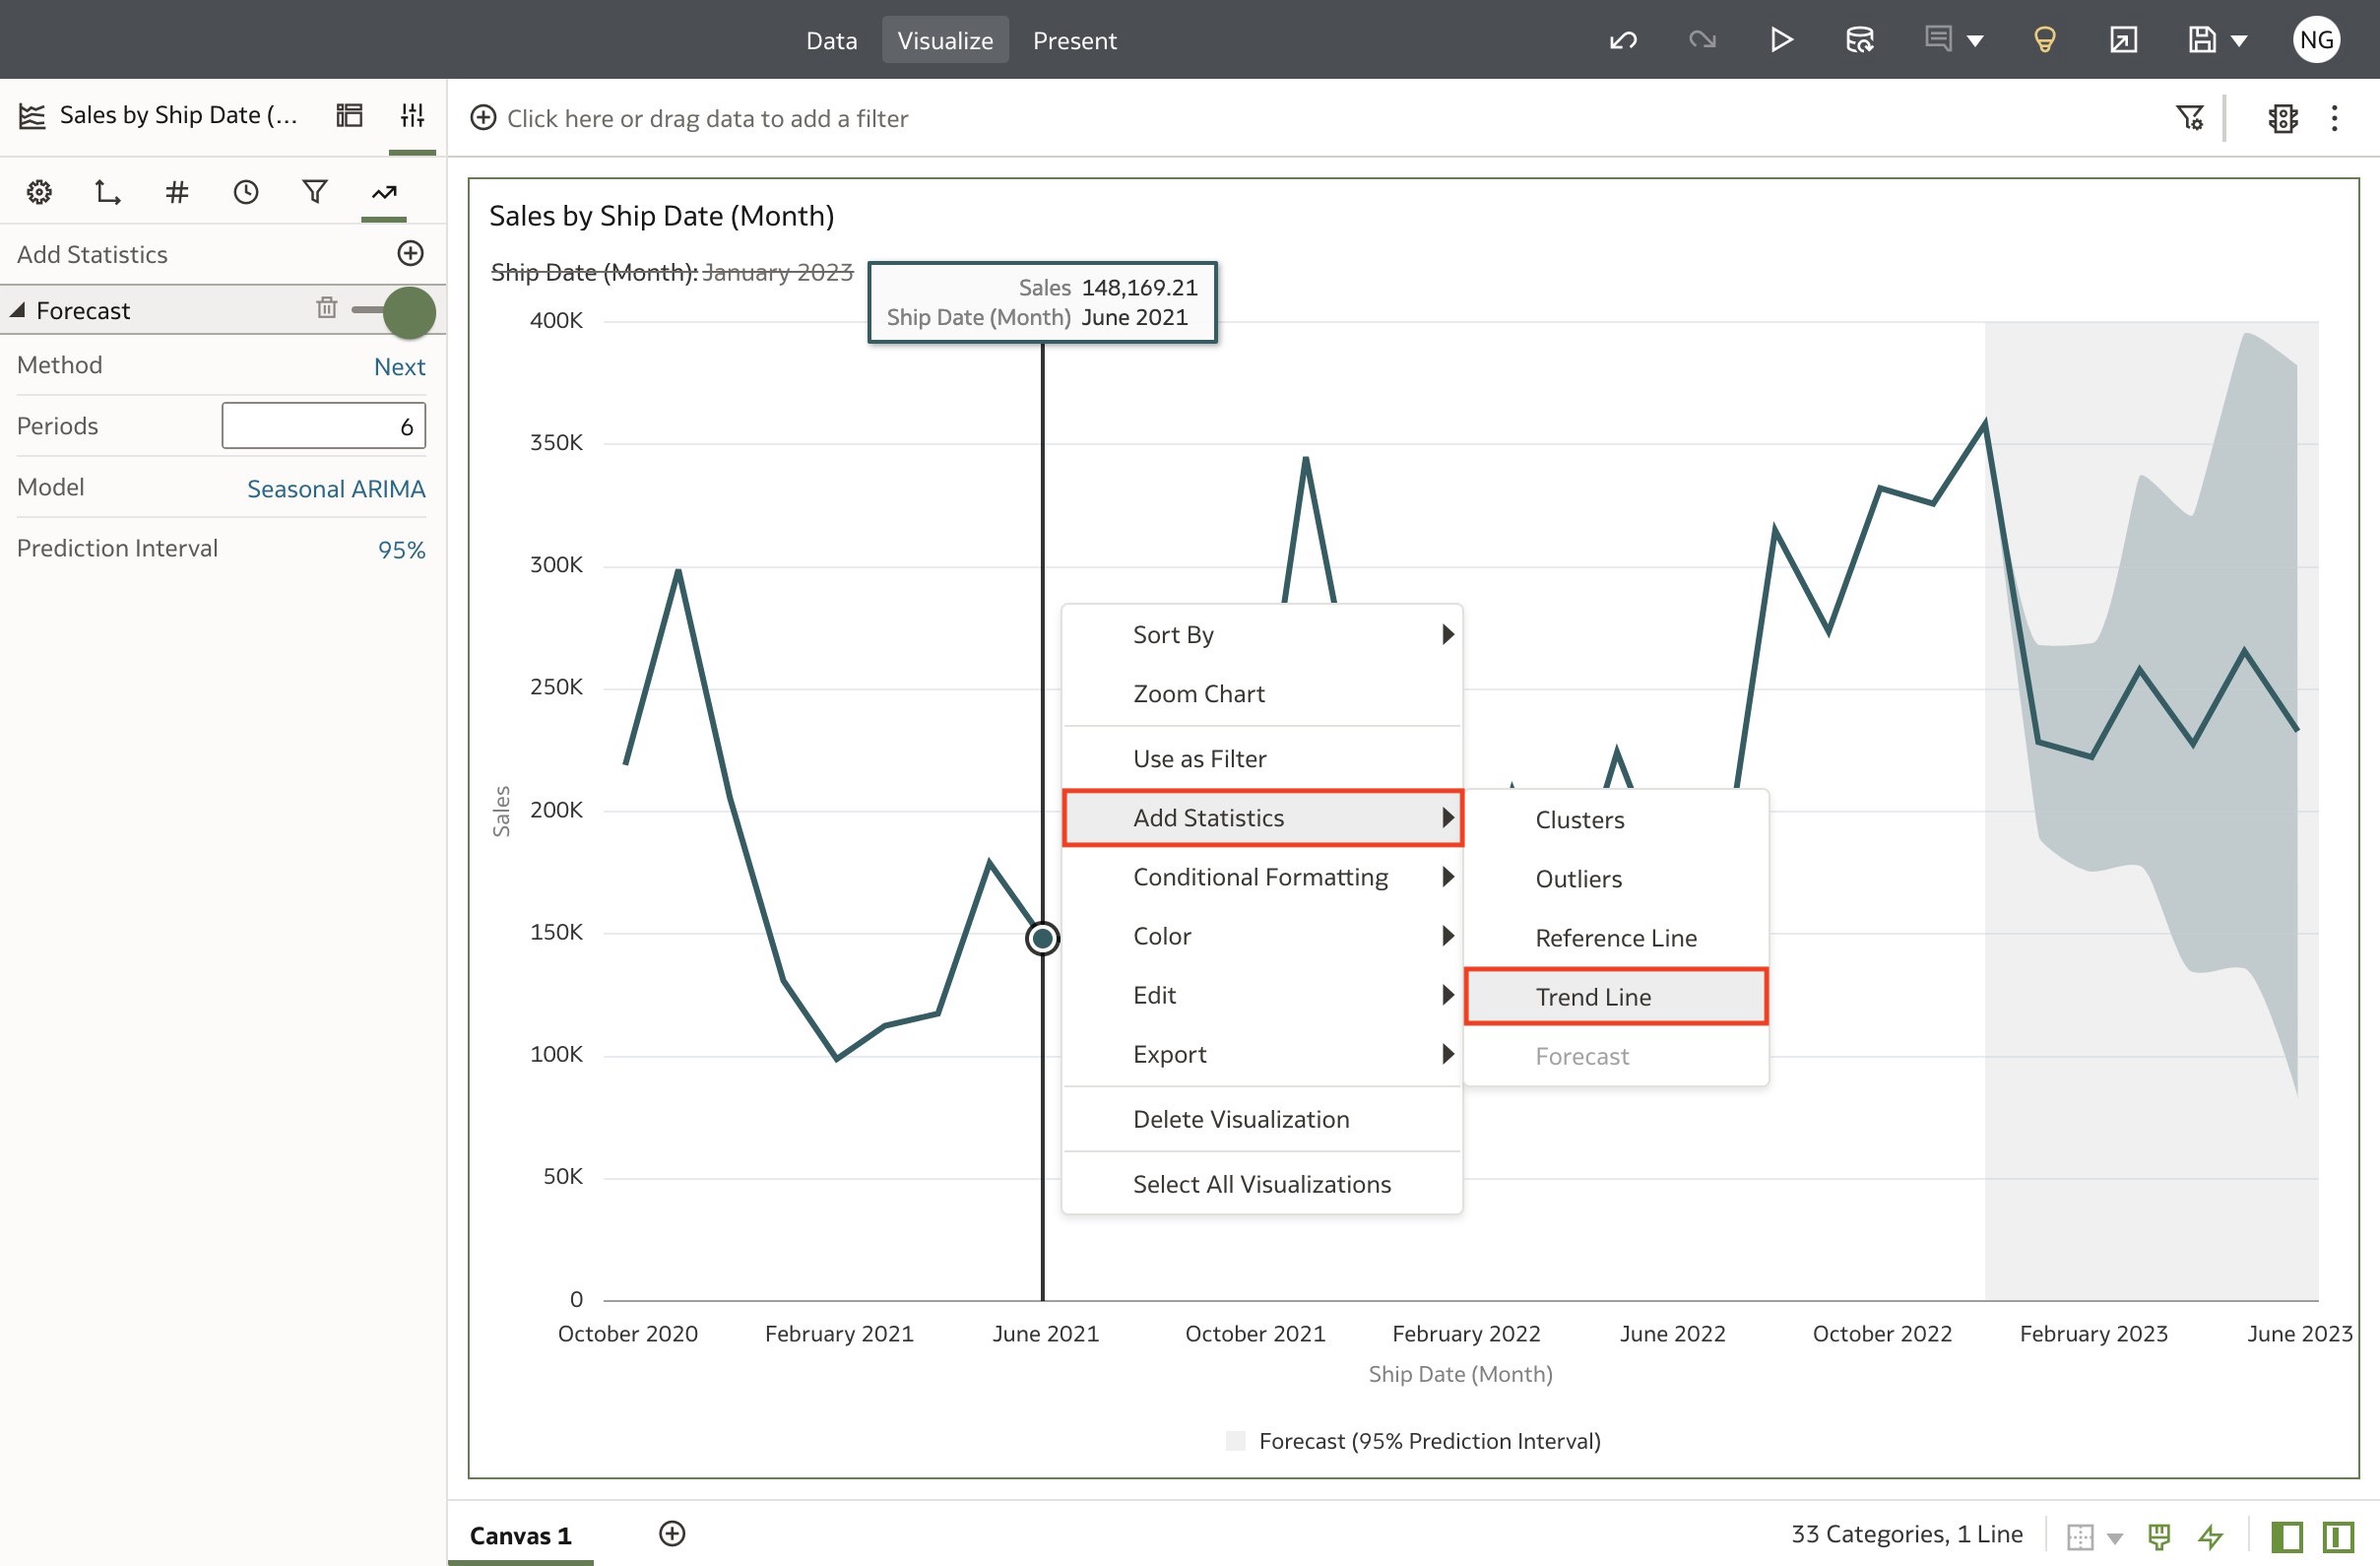 Data Visualize Present
NG
Sales by Ship Date (...
Click here or drag data to add a filter
Add Statistics
Forecast
Method Next
Periods 6
Model Seasonal ARIMA
Prediction Interval 95%
Sales by Ship Date (Month)
Ship Date (Month): January 2023
Sales 148,169.21
Ship Date (Month) June 2021
400K
350K
300K
250K
200K
150K
100K
50K
0
Sales
Sort By
Zoom Chart
Use as Filter
Add Statistics
Conditional Formatting
Color
Edit
Export
Delete Visualization
Select All Visualizations
Clusters
Outliers
Reference Line
Trend Line
Forecast
October 2020 February 2021 June 2021 October 2021 February 2022 June 2022 October 2022 February 2023 June 2023
Ship Date (Month)
Forecast (95% Prediction Interval)
Canvas 1
33 Categories, 1 Line